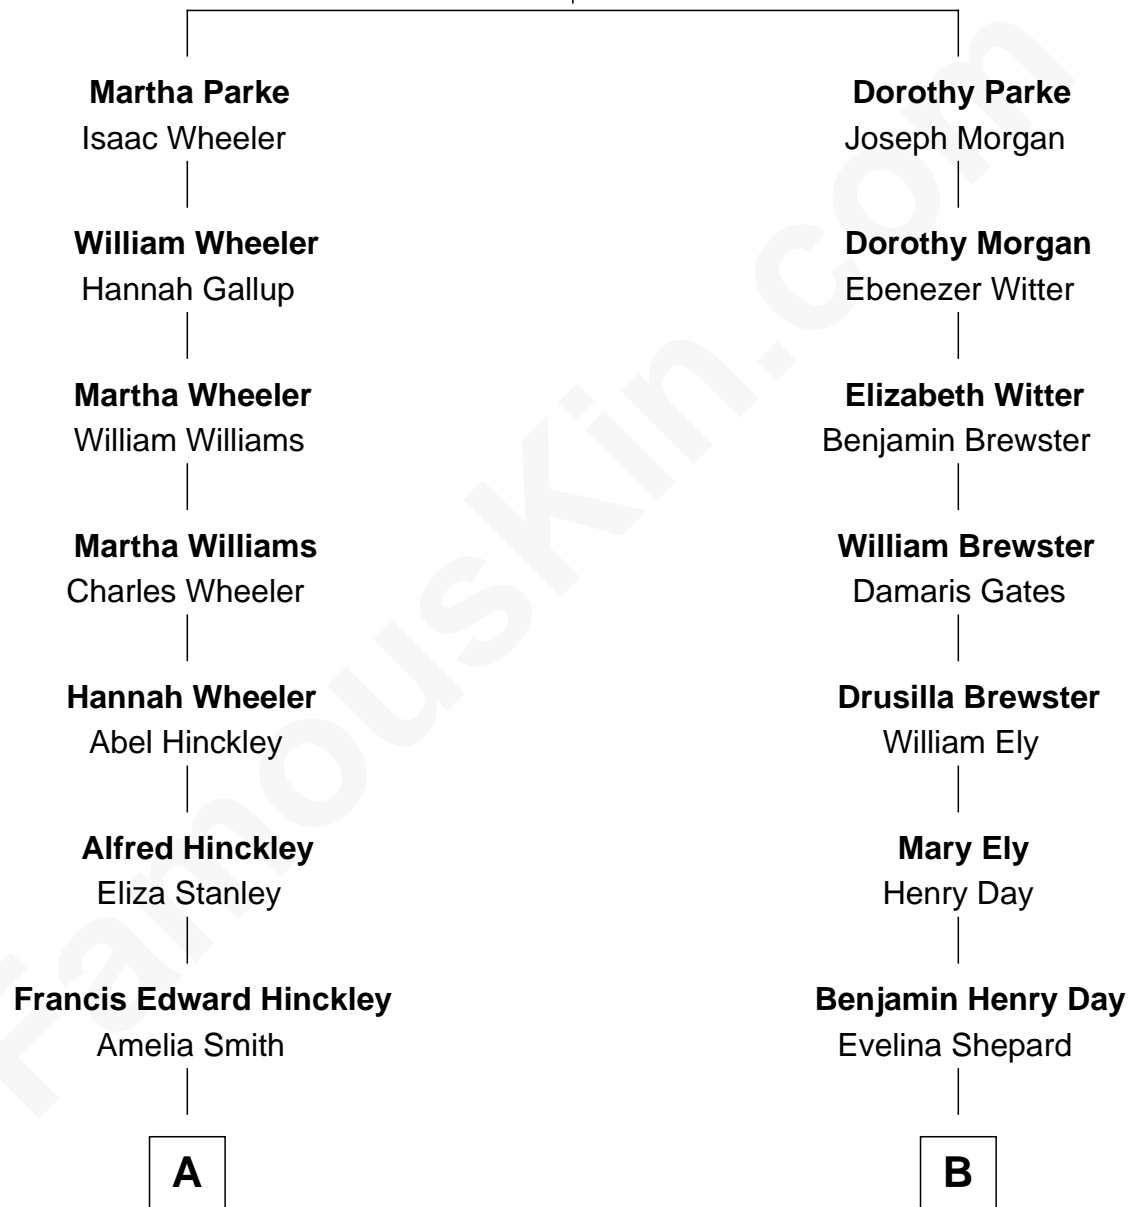 Martha Parke
Isaac Wheeler
Dorothy Parke
Joseph Morgan
William Wheeler
Hannah Gallup
Dorothy Morgan
Ebenezer Witter
Martha Wheeler
William Williams
Elizabeth Witter
Benjamin Brewster
Martha Williams
Charles Wheeler
William Brewster
Damaris Gates
Hannah Wheeler
Abel Hinckley
Drusilla Brewster
William Ely
Alfred Hinckley
Eliza Stanley
Mary Ely
Henry Day
Francis Edward Hinckley
Amelia Smith
Benjamin Henry Day
Evelina Shepard
A
B
FamousKin.com